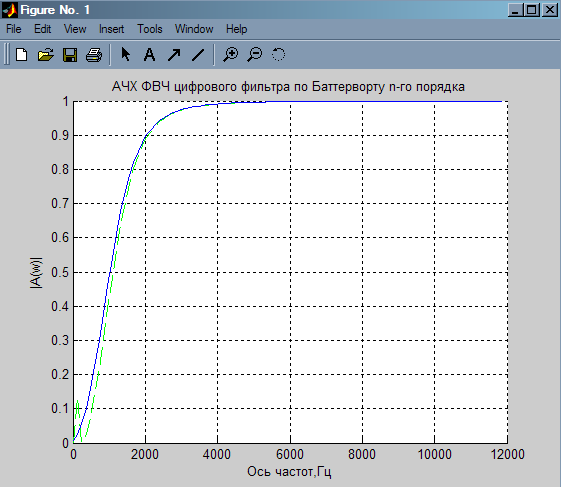 Figure No. 1
File Edit View Insert Tools Window Help
A
АЧХ ФВЧ цифрового фильтра по Баттерворту n-го порядка
1
0.9
0.8
0.7
0.6
0.5
0.4
0.3
0.2
0.1
0
|A(w)|
0 2000 4000 6000 8000 10000 12000
Ось частот,Гц